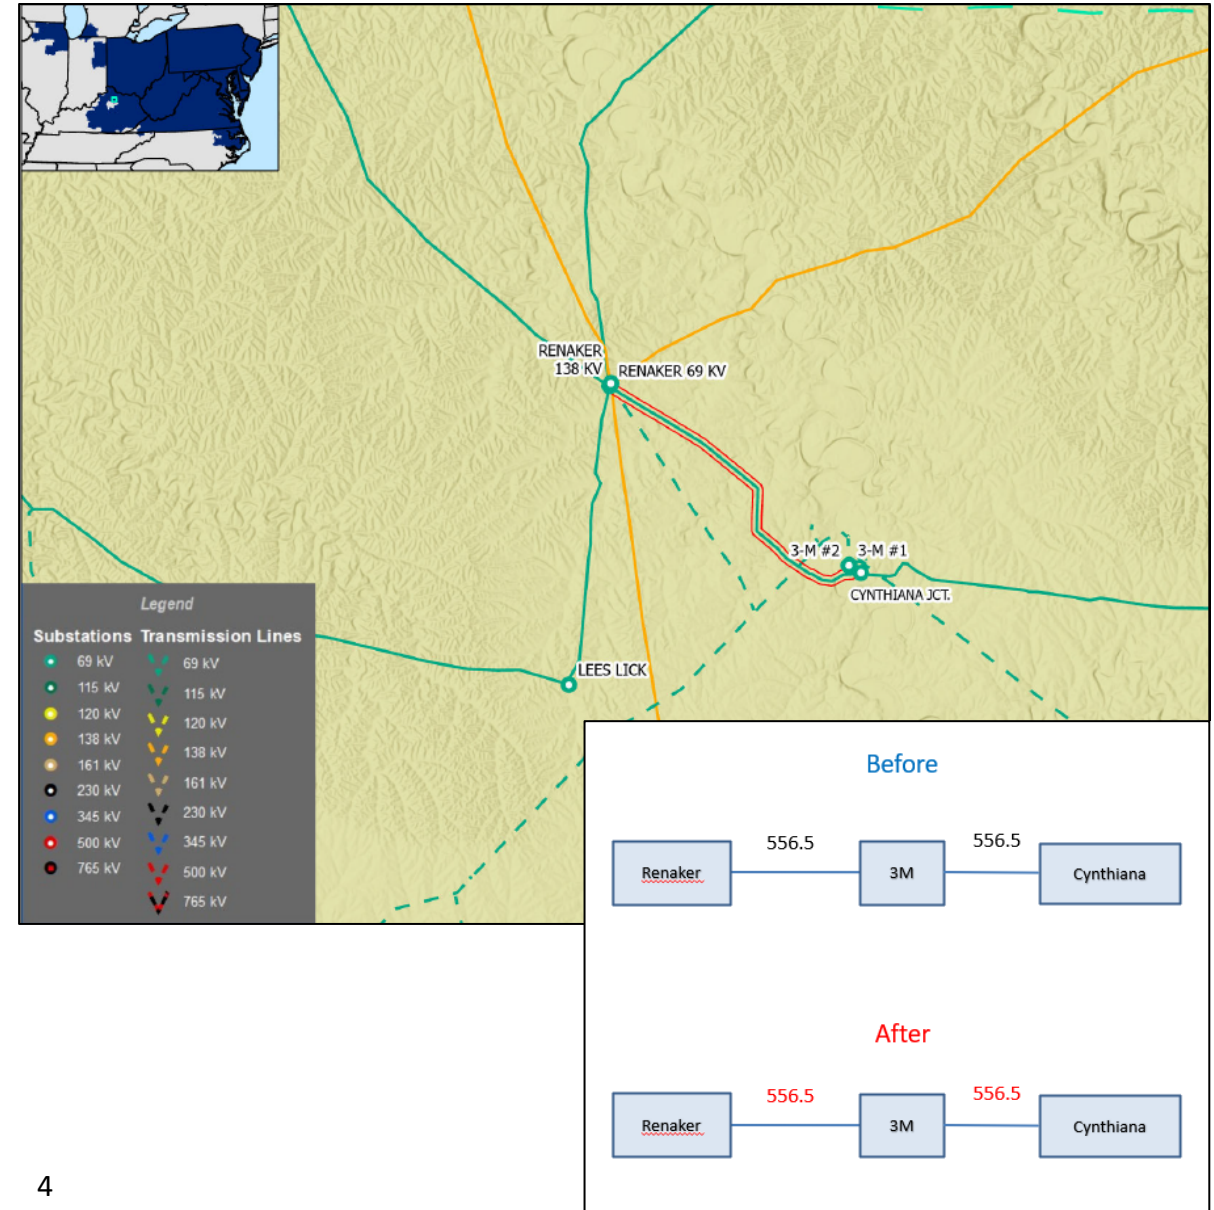 RENAKER
138 KV
RENAKER 69 KV
3-M #2
3-M #1
CYNTHIANA JCT.
LEES LICK
Legend
Substations Transmission Lines
69 kV 69 kV
115 kV 115 kV
120 kV 120 kV
138 kV 138 kV
161 kV 161 kV
230 kV 230 kV
345 kV 345 kV
500 kV 500 kV
765 kV 765 kV
Before
556.5 556.5
Renaker 3M Cynthiana
After
556.5 556.5
Renaker 3M Cynthiana
4